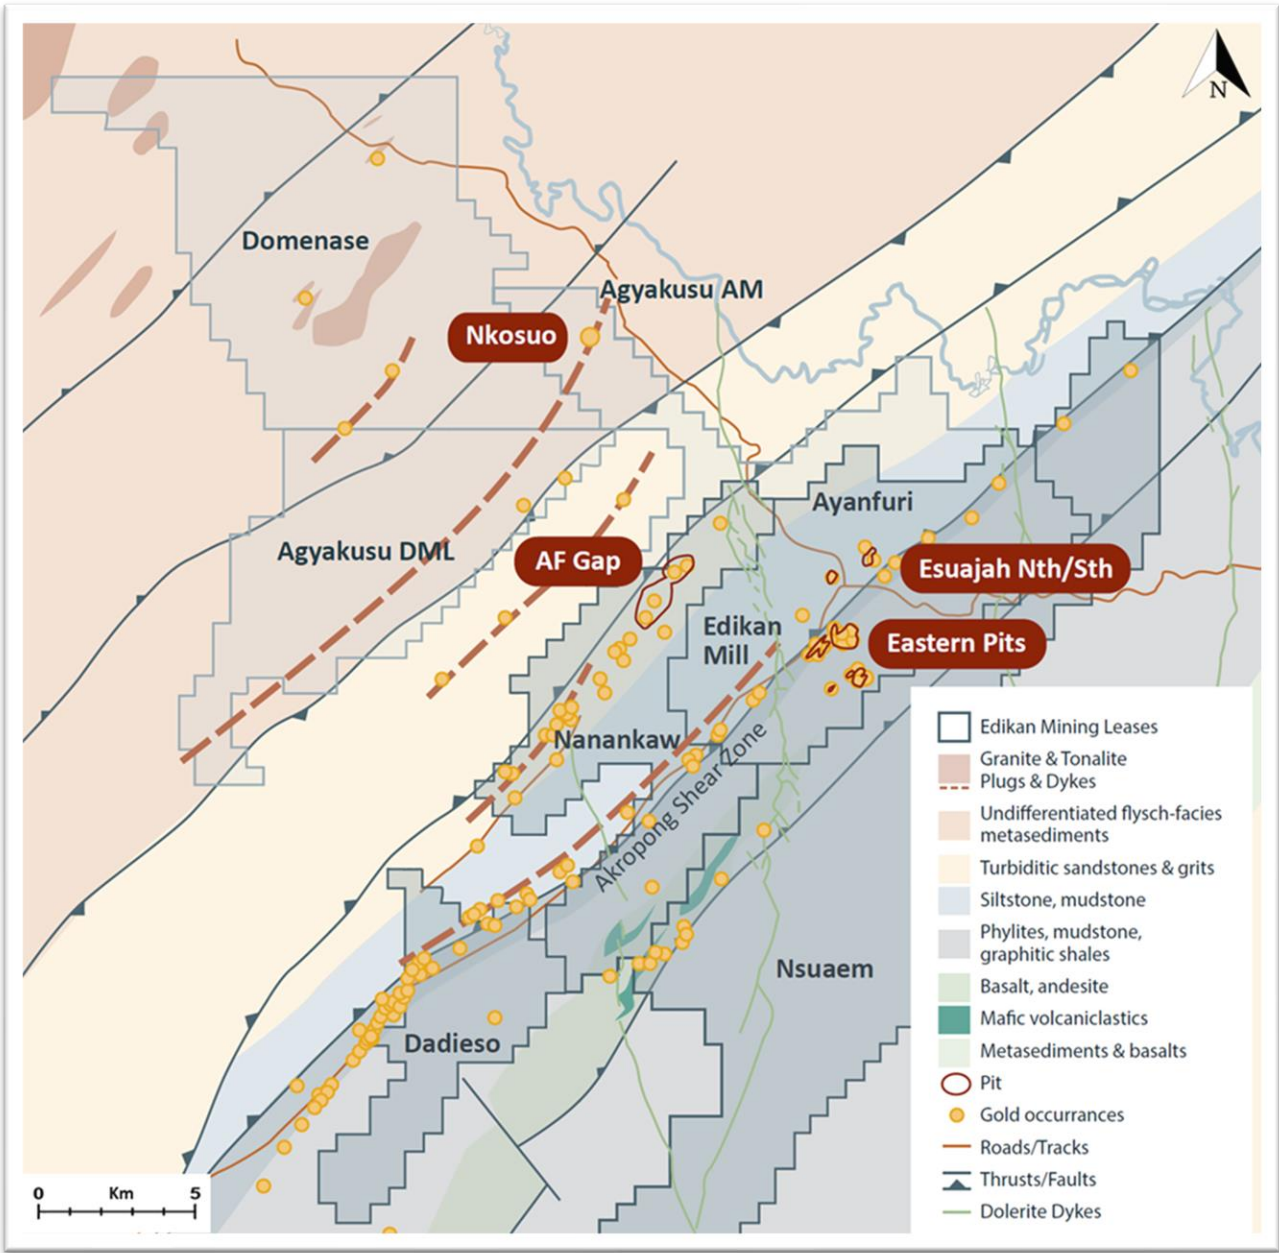 N
Domenase
Agyakusu AM
Nkosuo
Ayanfuri
Agyakusu DML
AF Gap
Esuajah Nth/Sth
Edikan
Mill
Eastern Pits
Nanankaw
Akropong Shear Zone
Nsuaem
Dadieso
Edikan Mining Leases
Granite & Tonalite
Plugs & Dykes
Undifferentiated flysch-facies
metasediments
Turbiditic sandstones & grits
Siltstone, mudstone
Phylites, mudstone,
graphitic shales
Basalt, andesite
Mafic volcaniclastics
Metasediments & basalts
Pit
Gold occurrances
Roads/Tracks
Thrusts/Faults
Dolerite Dykes
0 Km 5